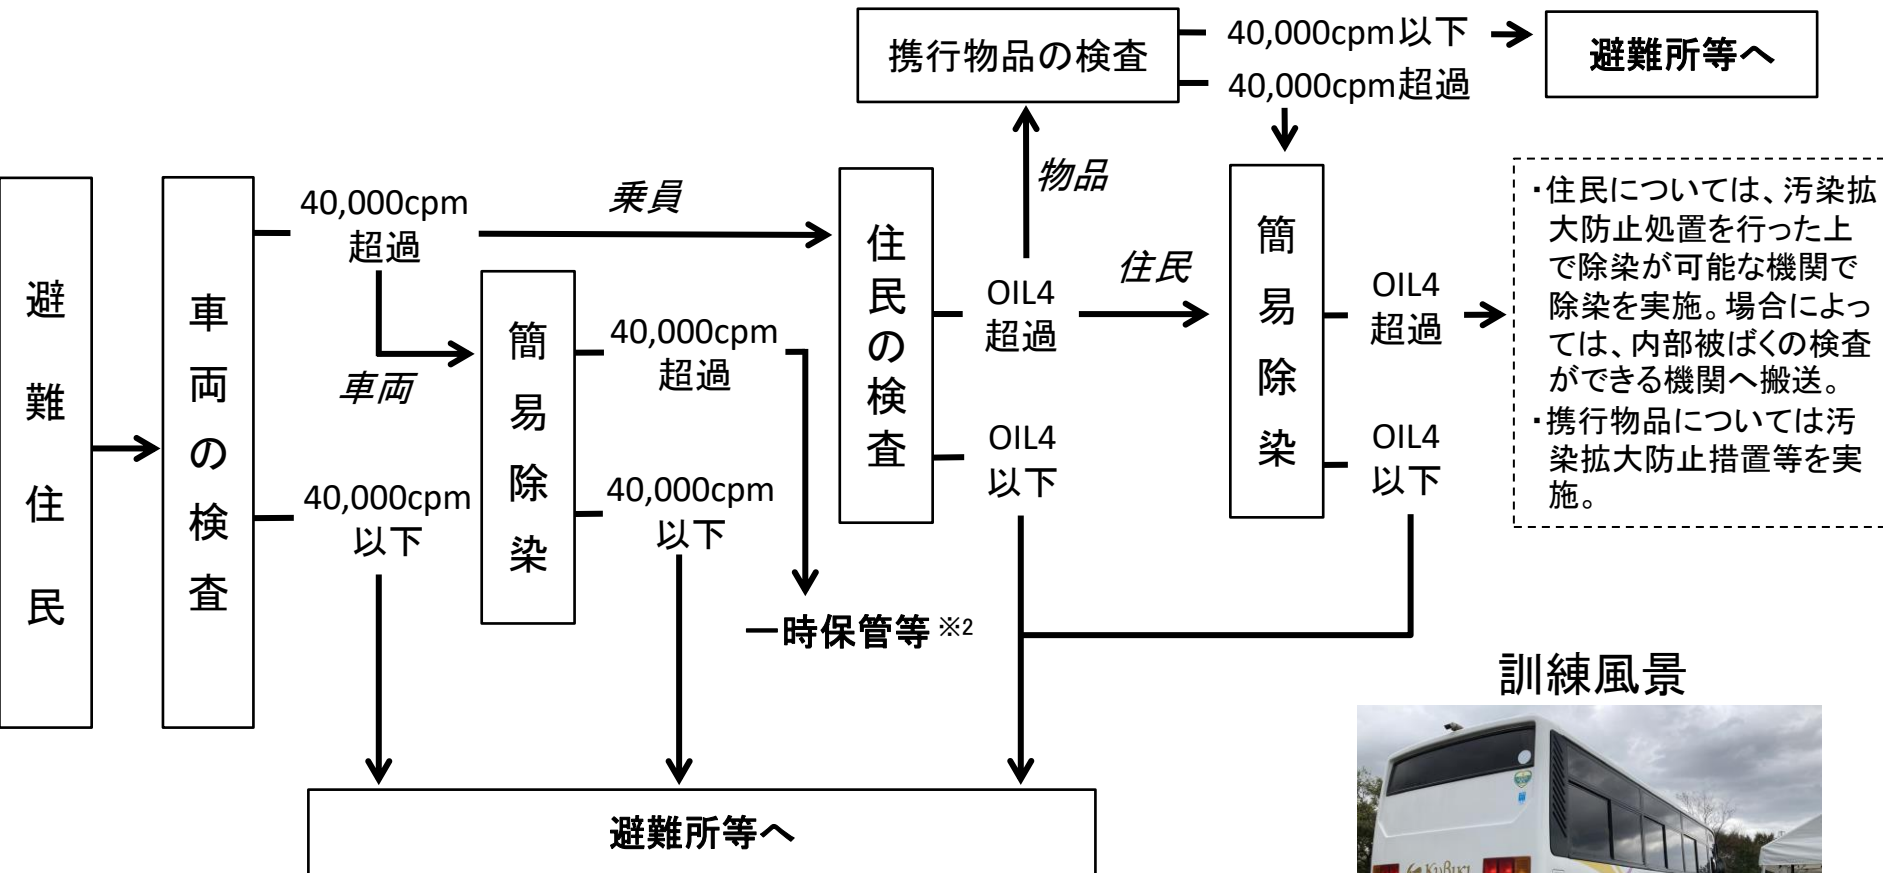 携行物品の検査
40,000cpm以下
40,000cpm超過
避難所等へ
避難住民
車両の検査
40,000cpm
超過
乗員
車両
40,000cpm
以下
簡易除染
40,000cpm
超過
40,000cpm
以下
一時保管等 ※2
住民の検査
物品
OIL4
超過
住民
OIL4
以下
簡易除染
OIL4
超過
OIL4
以下
・住民については、汚染拡
大防止処置を行った上
で除染が可能な機関で
除染を実施。場合によっ
ては、内部被ばくの検査
ができる機関へ搬送。
・携行物品については汚
染拡大防止措置等を実
施。
避難所等へ
訓練風景
KUBUKI